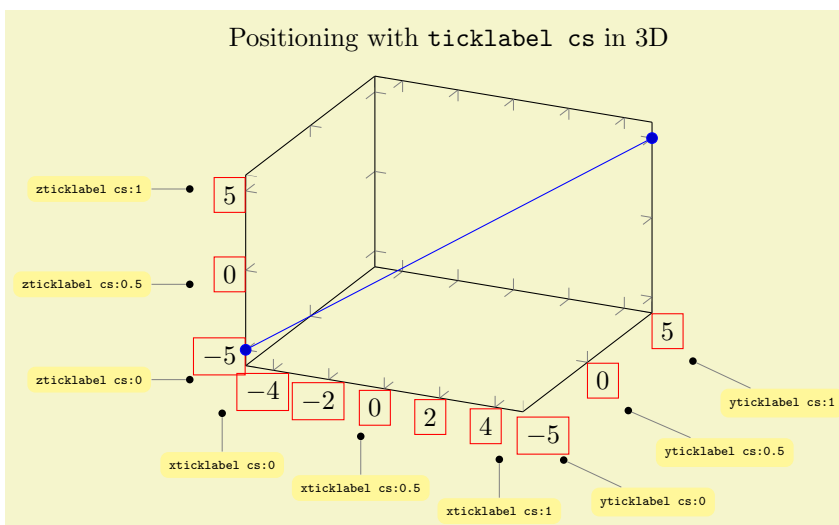 Positioning with ticklabel cs in 3D
zticklabel cs:1
5
zticklabel cs:0.5
0
5
−5
zticklabel cs:0
−4
−2
0
0
2
4
−5
yticklabel cs:1
yticklabel cs:0.5
xticklabel cs:0
xticklabel cs:0.5
yticklabel cs:0
xticklabel cs:1